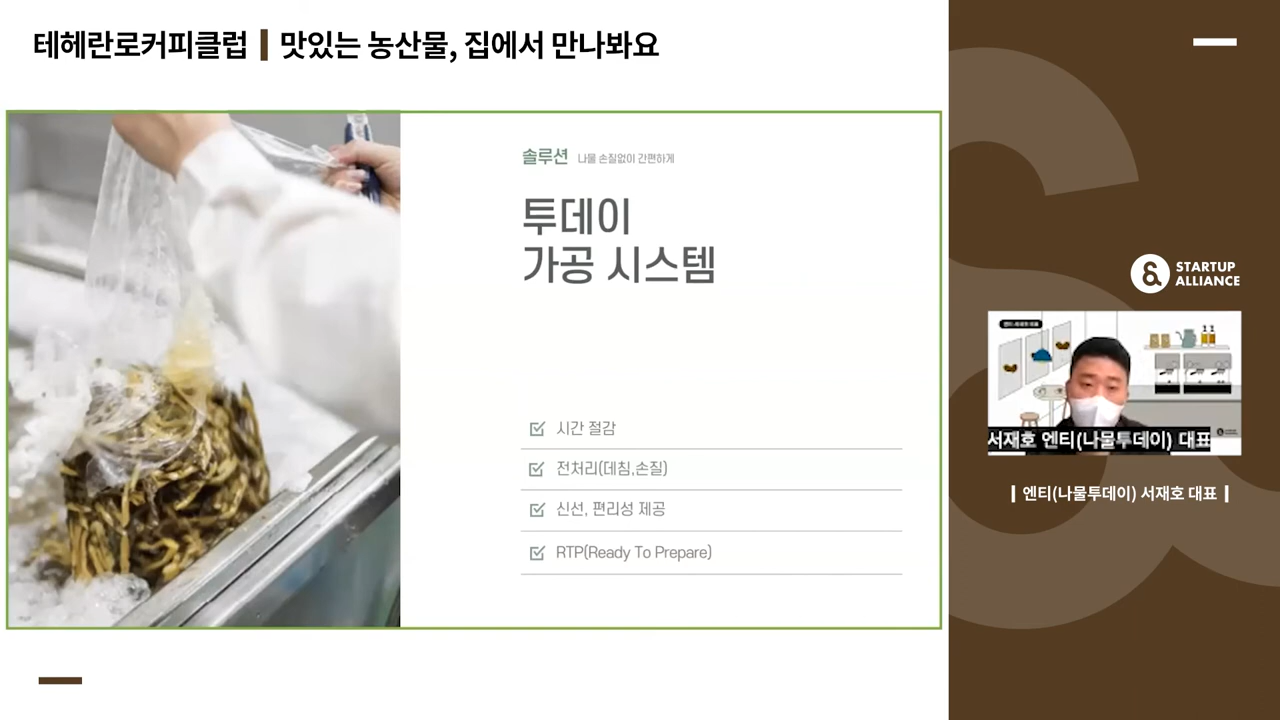 테헤란로커피클럽 | 맛있는 농산물, 집에서 만나봐요
솔루션 나물 손질없이 간편하게
투데이
가공 시스템
시간 절감
전처리(데침,손질)
신선, 편리성 제공
RTP(Ready To Prepare)
STARTUP
ALLIANCE
서재호 엔티(나물투데이) 대표
| 엔티(나물투데이) 서재호 대표 |